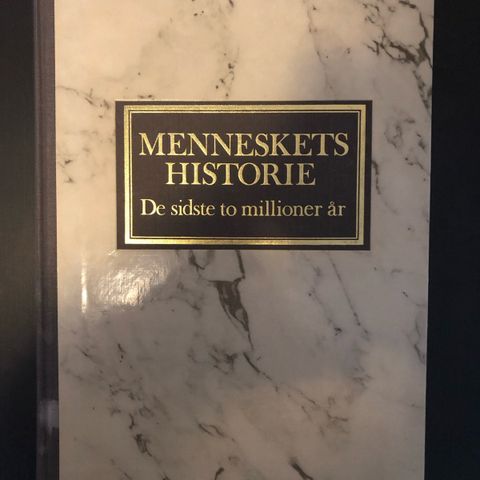 MENNESKETS
HISTORIE
De sidste to millioner år